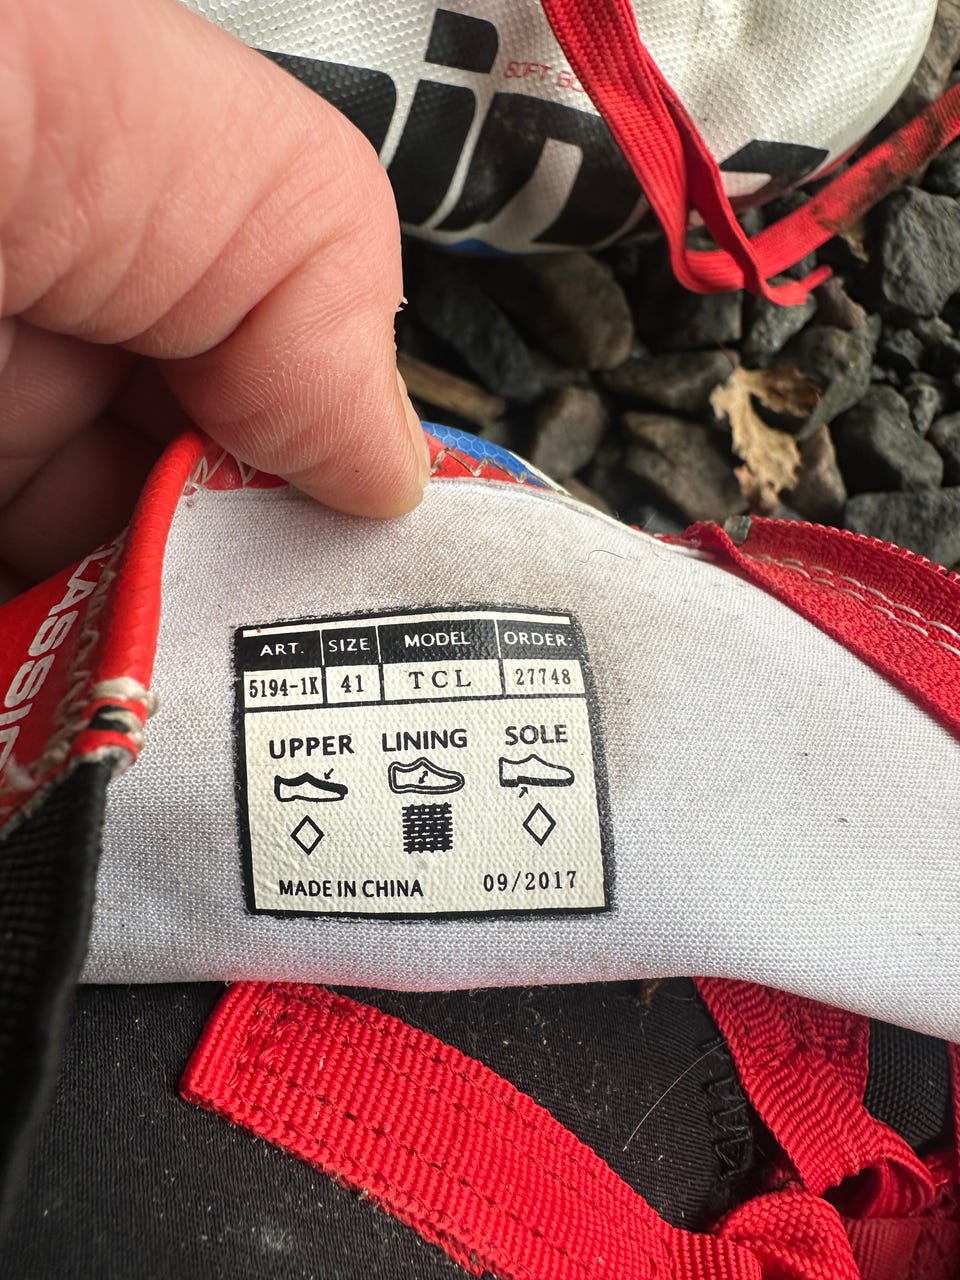 ART. SIZE MODEL ORDER:
5194-1K 41 TCL 27748
UPPER LINING SOLE
MADE IN CHINA 09/2017